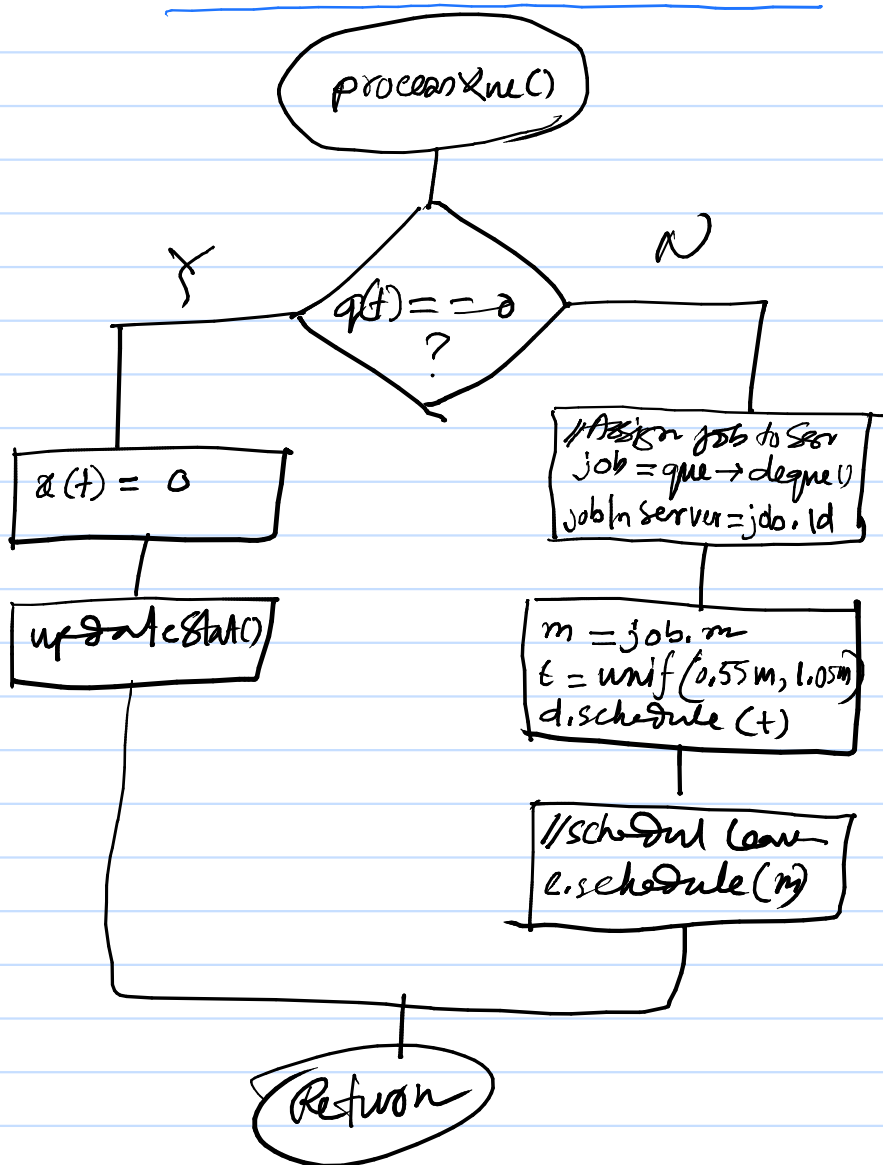 processQue()
q(t) == 0
?
Y
N
x(t) = 0
updateStat()
//Assign job to Ser
job = que → deque()
jobInServer = job.Id
m = job.m
t = unif(0.55m, 1.05m)
d.schedule(t)
//schedul leave
l.schedule(m)
Return